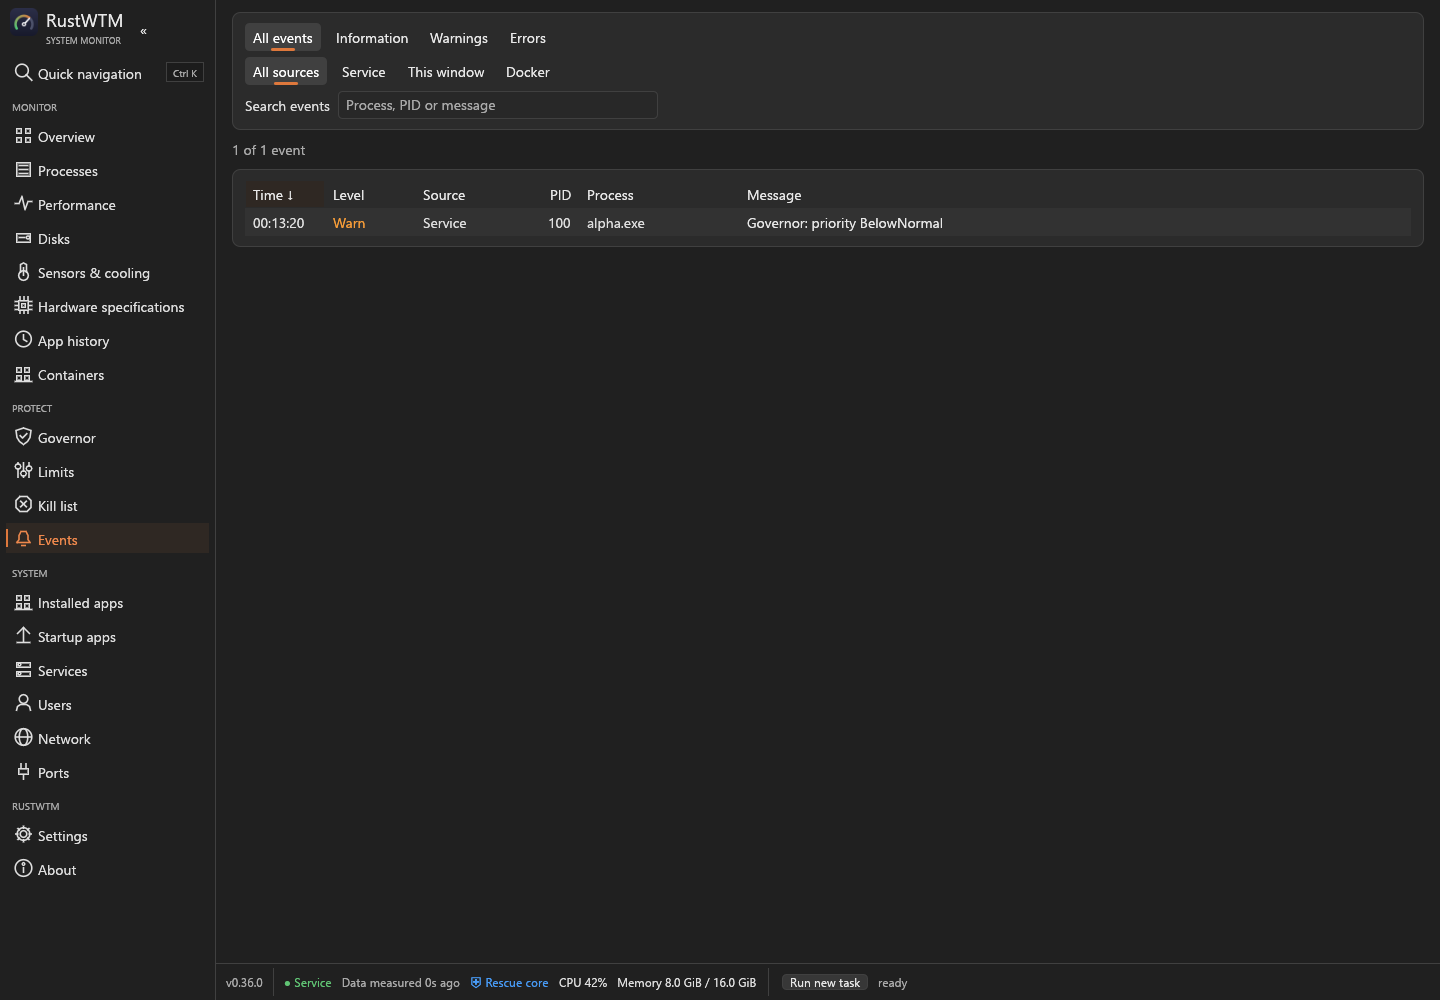 RustWTM
SYSTEM MONITOR
«
Quick navigation Ctrl K
MONITOR
Overview
Processes
Performance
Disks
Sensors & cooling
Hardware specifications
App history
Containers
PROTECT
Governor
Limits
Kill list
Events
SYSTEM
Installed apps
Startup apps
Services
Users
Network
Ports
RUSTWTM
Settings
About
All events Information Warnings Errors
All sources Service This window Docker
Search events Process, PID or message
1 of 1 event
Time ↓ Level Source PID Process Message
00:13:20 Warn Service 100 alpha.exe Governor: priority BelowNormal
v0.36.0 ● Service Data measured 0s ago Rescue core CPU 42% Memory 8.0 GiB / 16.0 GiB Run new task ready